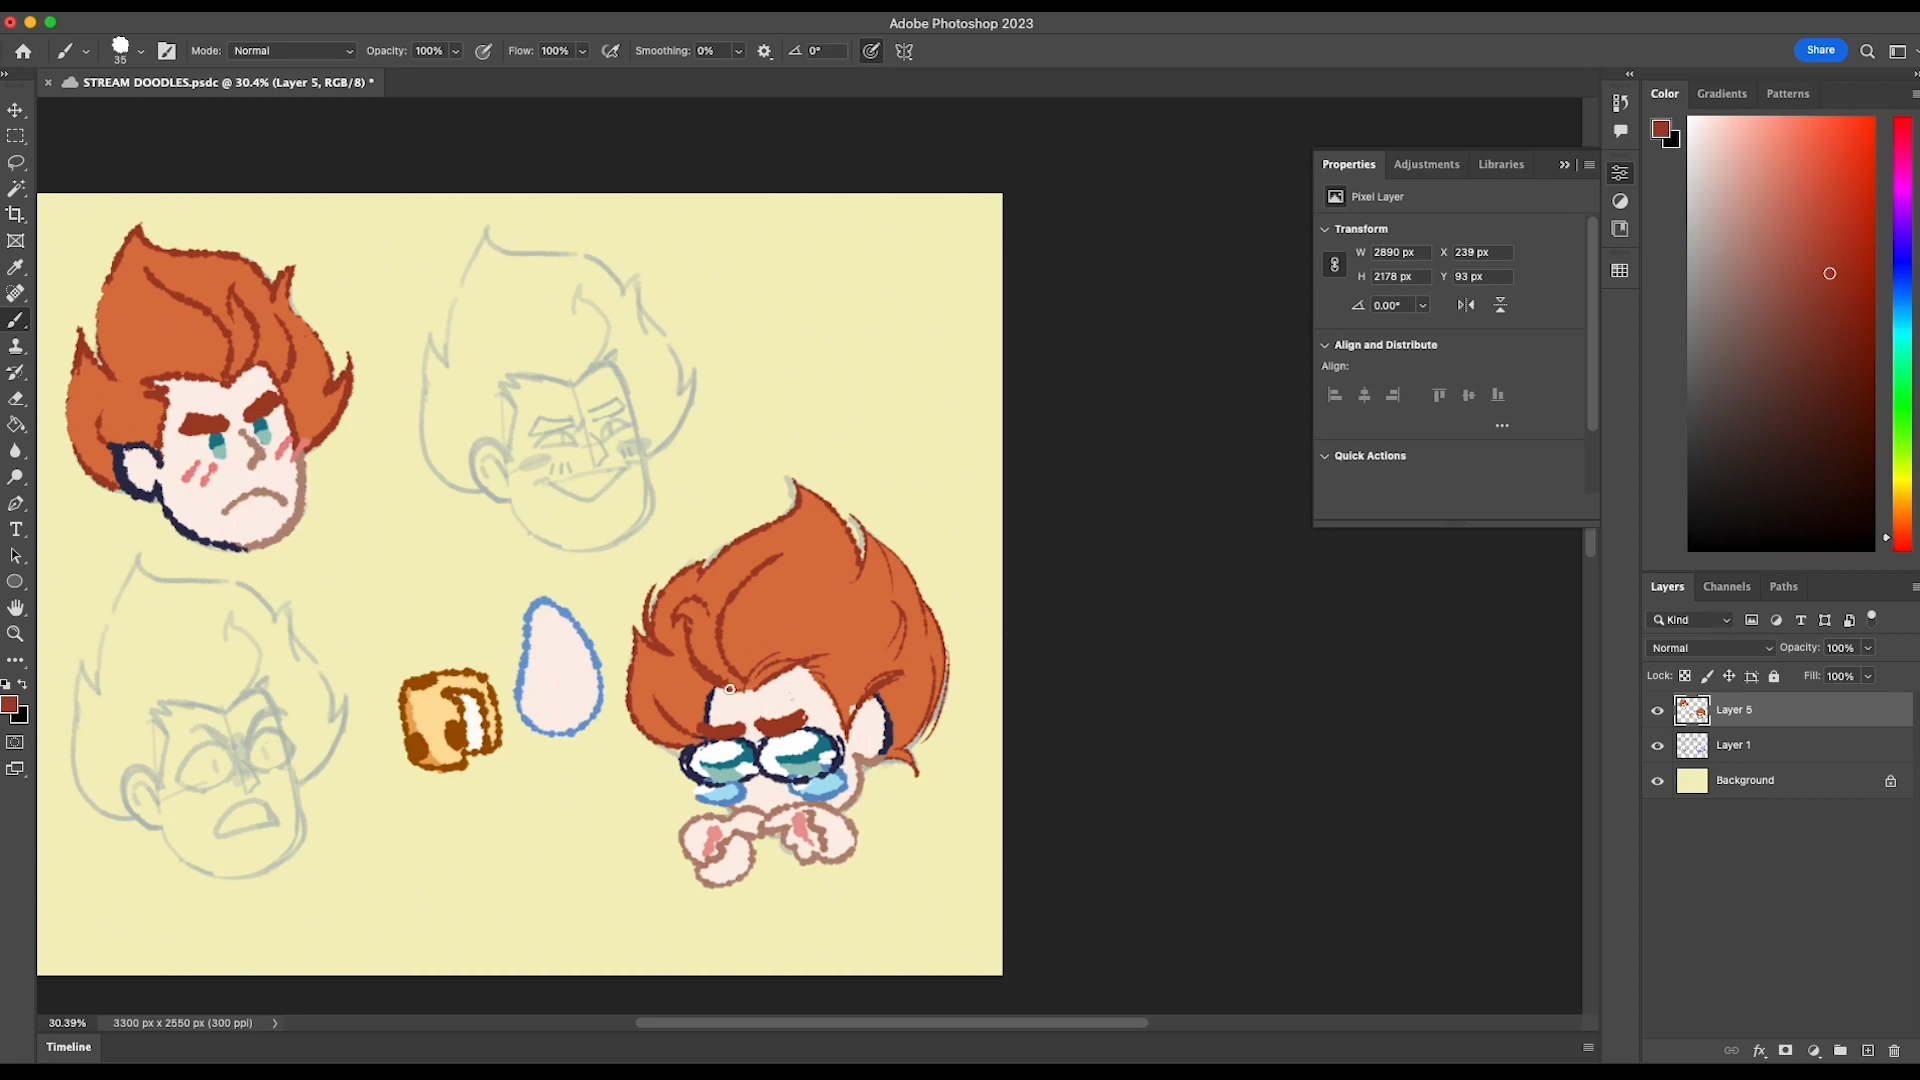 Adobe Photoshop 2023
35
Mode: Normal
Opacity: 100%
Flow: 100%
Smoothing: 0%
0°
Share
STREAM DOODLES.psdc @ 30.4% (Layer 5, RGB/8) *
Color Gradients Patterns
Properties Adjustments Libraries
Pixel Layer
Transform
W 2890 px X 239 px
H 2178 px Y 93 px
0.00°
Align and Distribute
Align:
Quick Actions
Layers Channels Paths
Kind
Normal Opacity: 100%
Lock: Fill: 100%
Layer 5
Layer 1
Background
30.39% 3300 px x 2550 px (300 ppi)
Timeline
fx